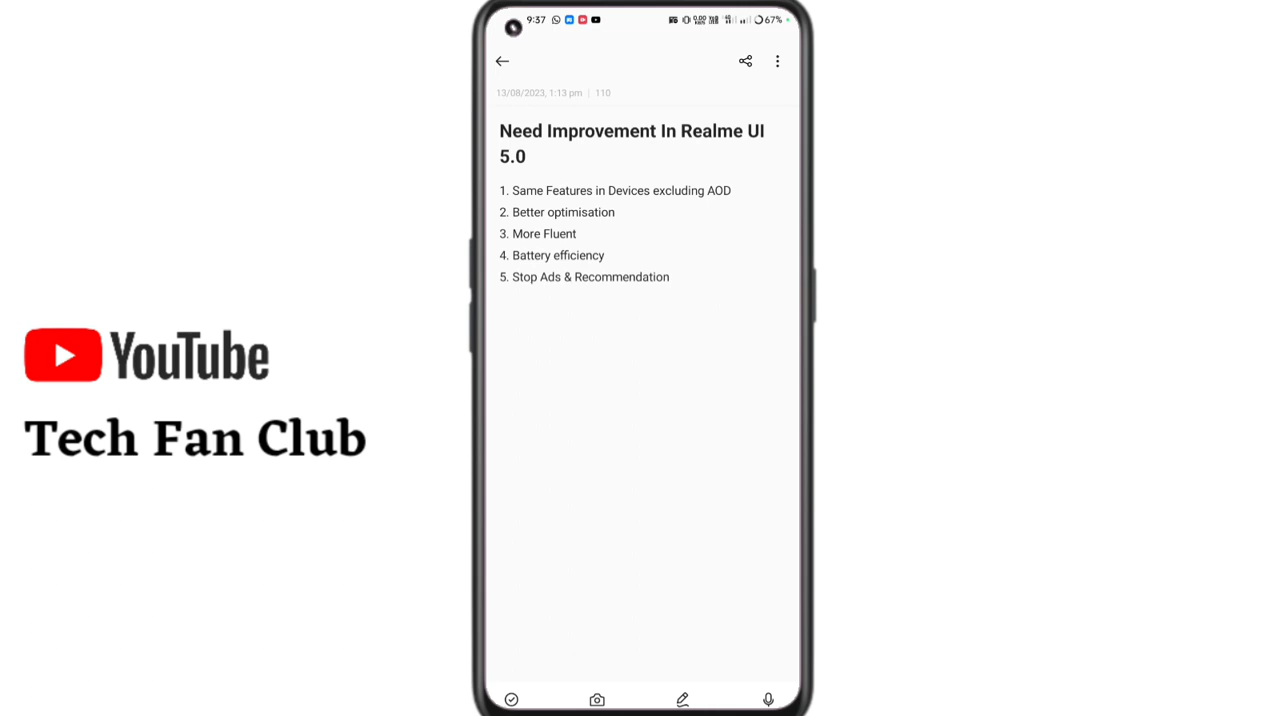 9:37
67%
13/08/2023, 1:13 pm | 110
Need Improvement In Realme UI
5.0
1. Same Features in Devices excluding AOD
2. Better optimisation
3. More Fluent
4. Battery efficiency
5. Stop Ads & Recommendation
YouTube
Tech Fan Club